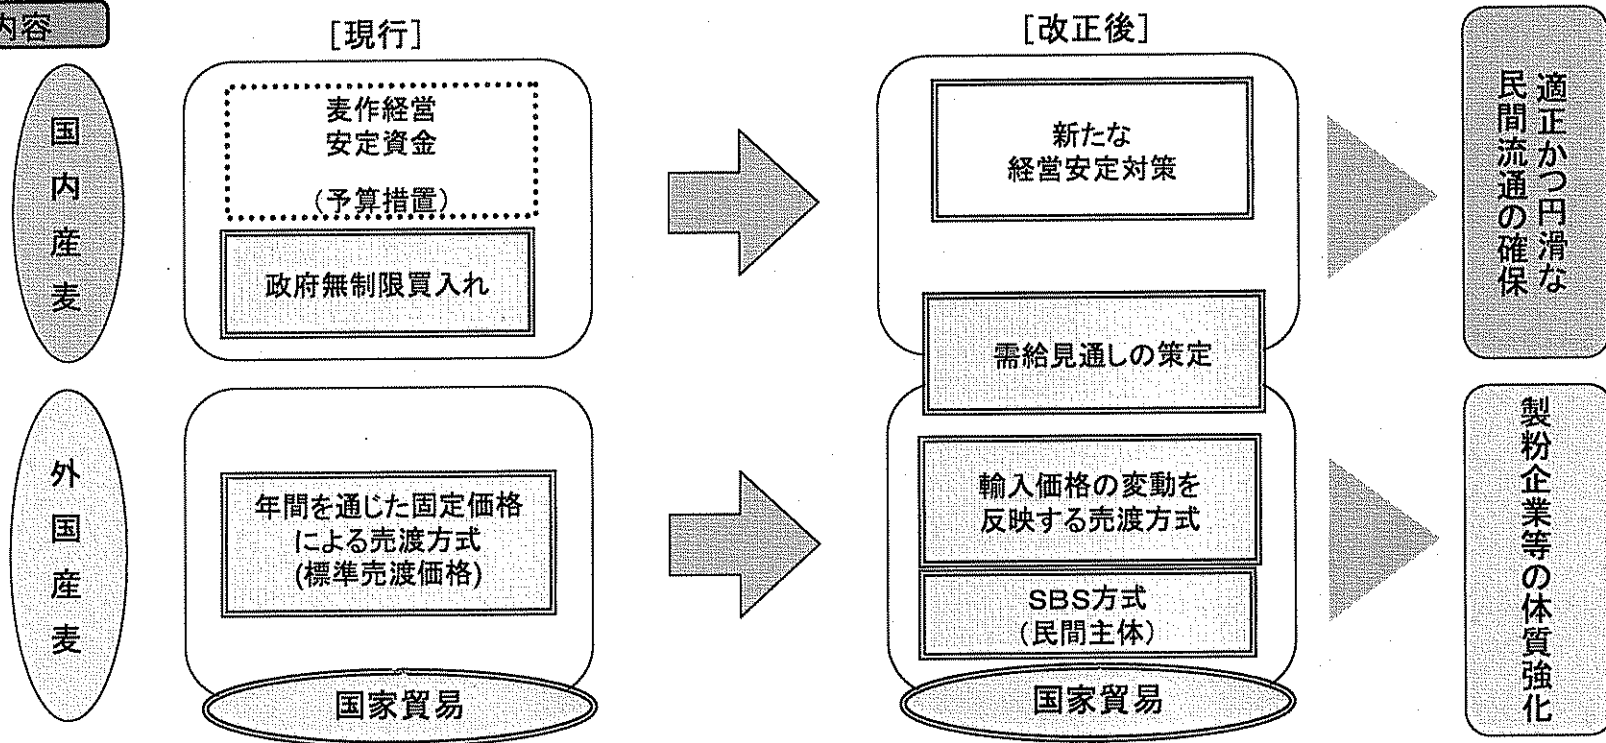 内容
[現行]
[改正後]
国内産麦
麦作経営
安定資金
（予算措置）
政府無制限買入れ
新たな
経営安定対策
需給見通しの策定
適正かつ円滑な
民間流通の確保
外国産麦
年間を通じた固定価格
による売渡方式
(標準売渡価格)
国家貿易
輸入価格の変動を
反映する売渡方式
SBS方式
（民間主体）
国家貿易
製粉企業等の体質強化